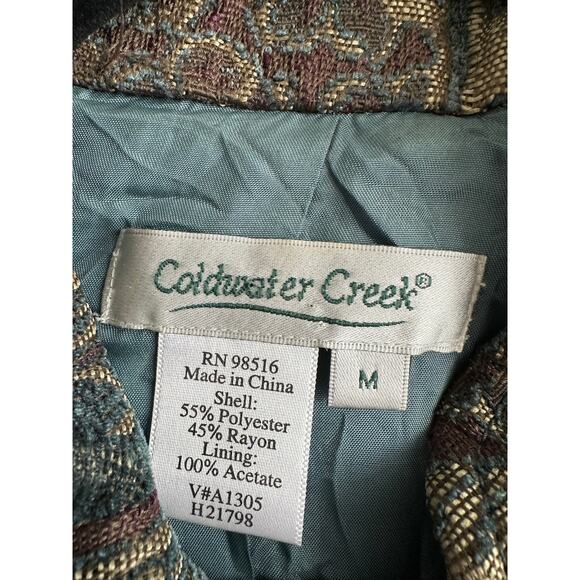 Coldwater Creek®
RN 98516
Made in China
Shell:
55% Polyester
45% Rayon
Lining:
100% Acetate
V#A1305
H21798
M